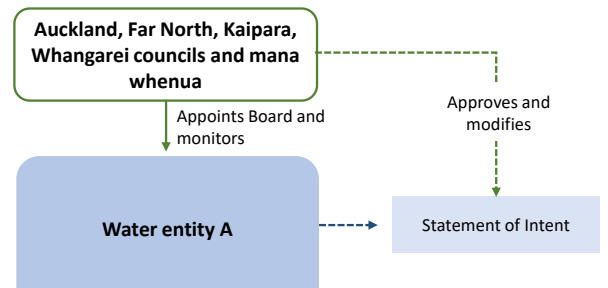 Auckland, Far North, Kaipara,
Whangarei councils and mana
whenua
Appoints Board and
monitors
Approves and
modifies
Water entity A
Statement of Intent